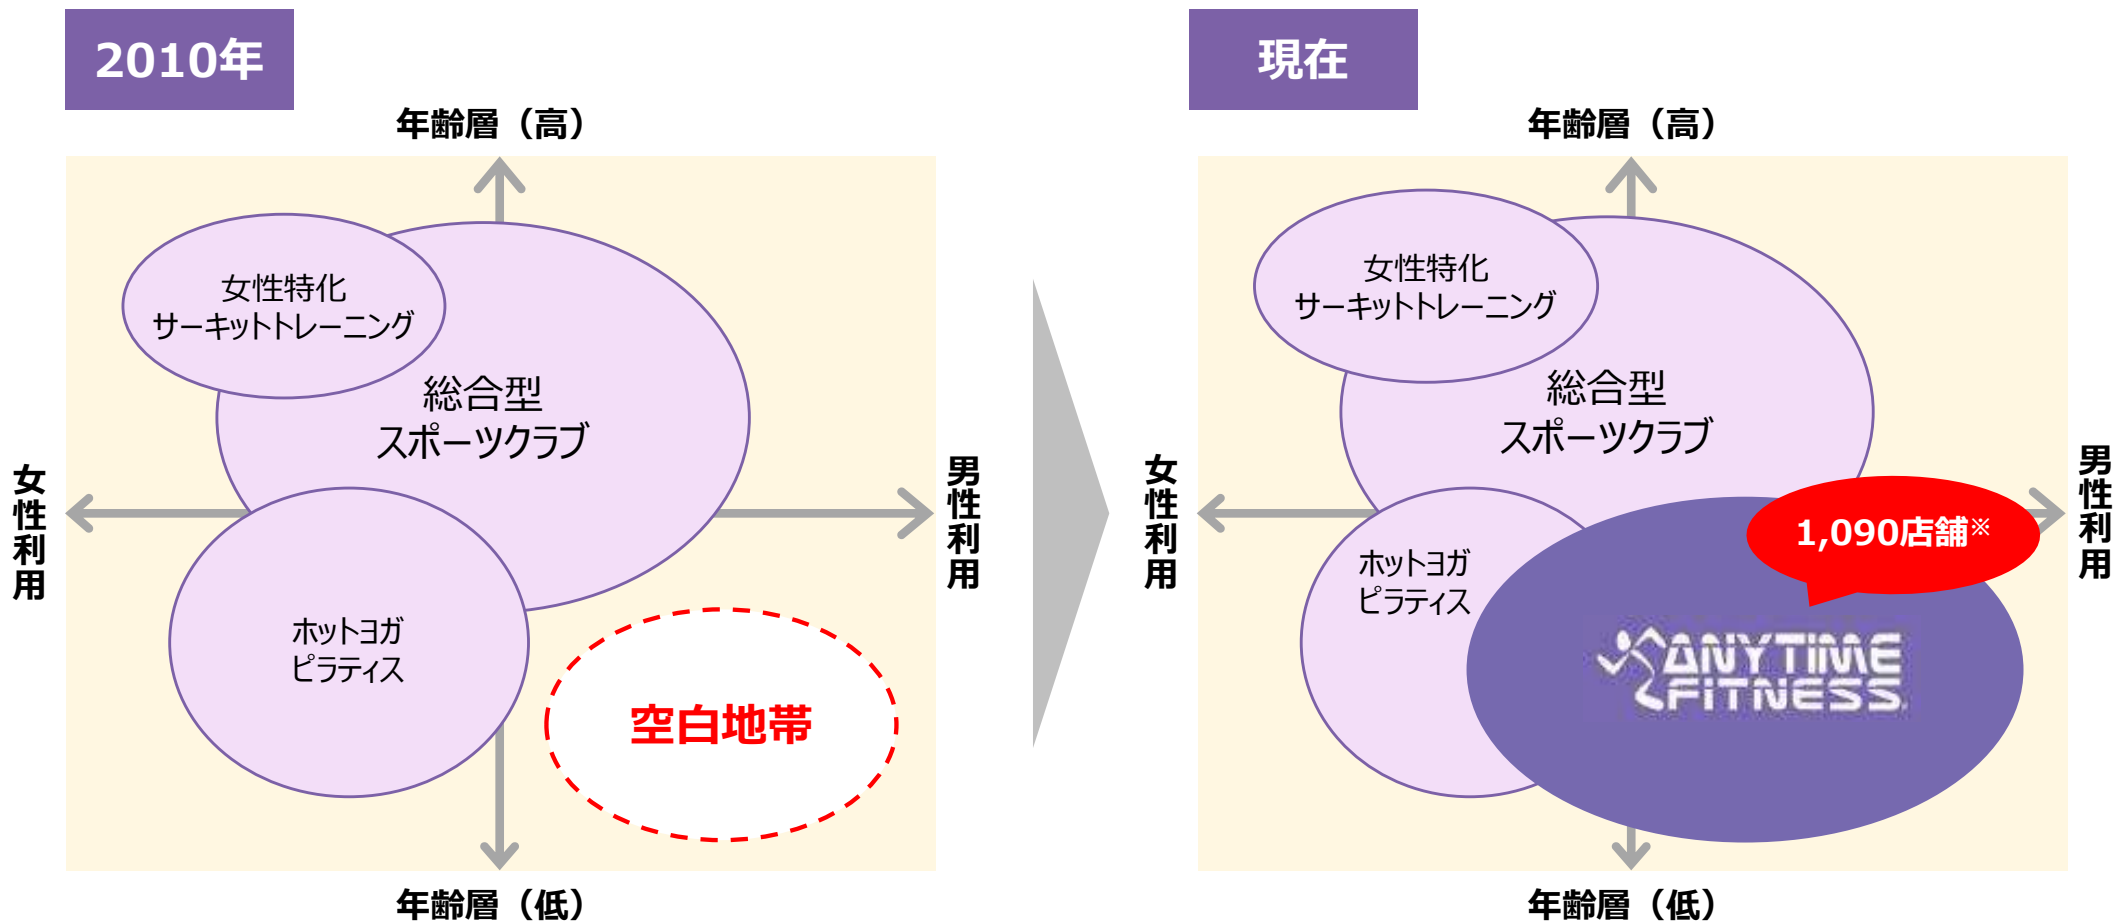 2010年
年齢層（高）
女性特化
サーキットトレーニング
総合型
スポーツクラブ
女性利用
男性利用
ホットヨガ
ピラティス
空白地帯
年齢層（低）
現在
年齢層（高）
女性特化
サーキットトレーニング
総合型
スポーツクラブ
女性利用
男性利用
1,090店舗※
ホットヨガ
ピラティス
ANYTIME
FITNESS
年齢層（低）